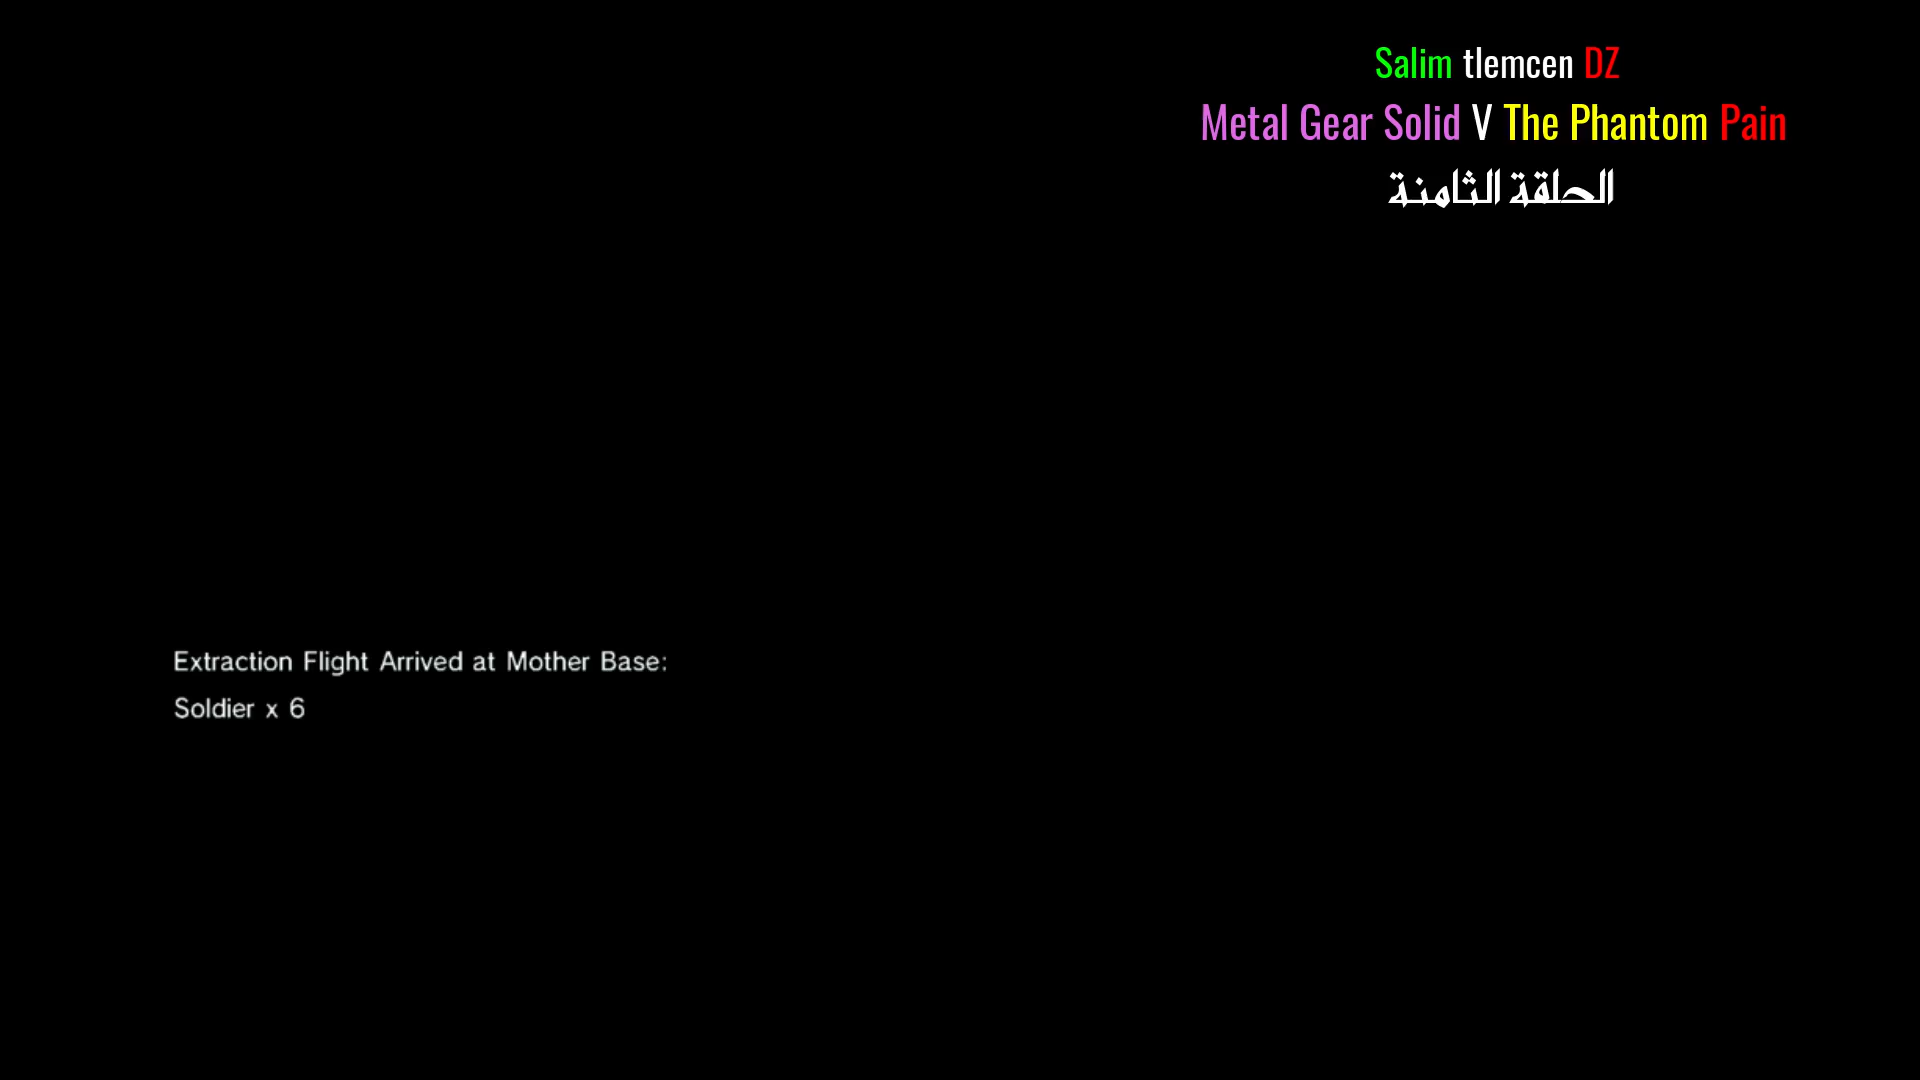 Salim tlemcen DZ
Metal Gear Solid V The Phantom Pain
الحلقة الثامنة
Extraction Flight Arrived at Mother Base:
Soldier x 6